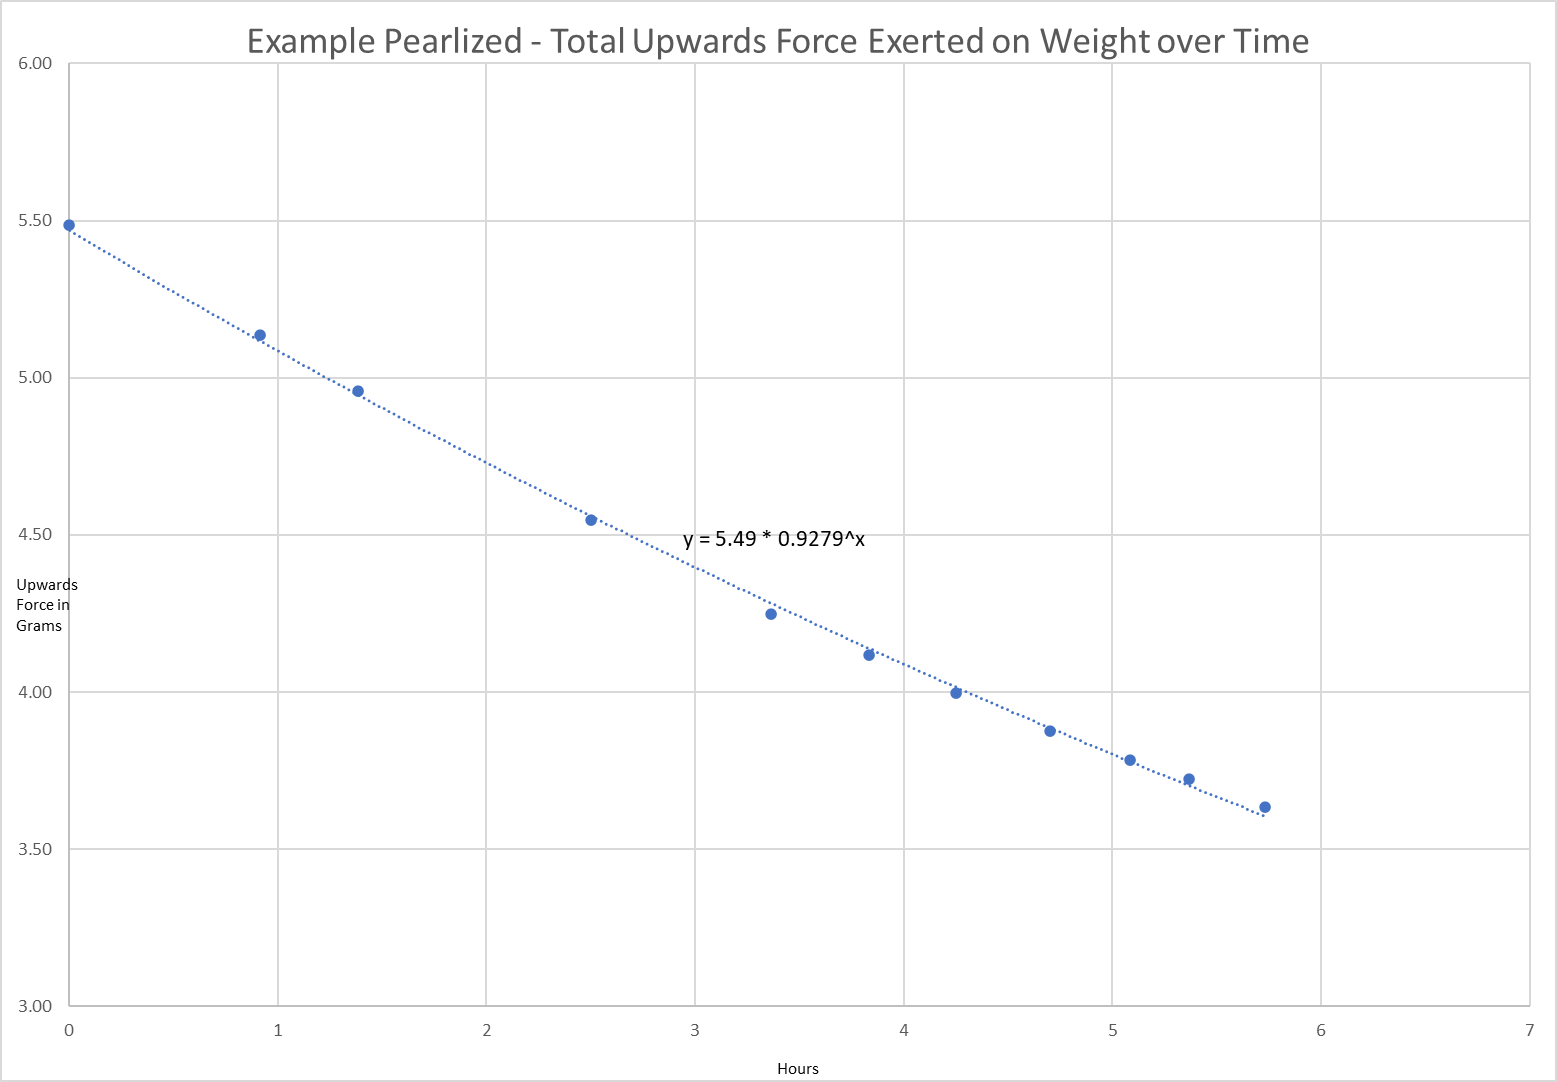 Example Pearlized - Total Upwards Force Exerted on Weight over Time
6.00
5.50
5.00
4.50
y = 5.49 * 0.9279^x
Upwards
Force in
Grams
4.00
3.50
3.00
0 1 2 3 4 5 6 7
Hours